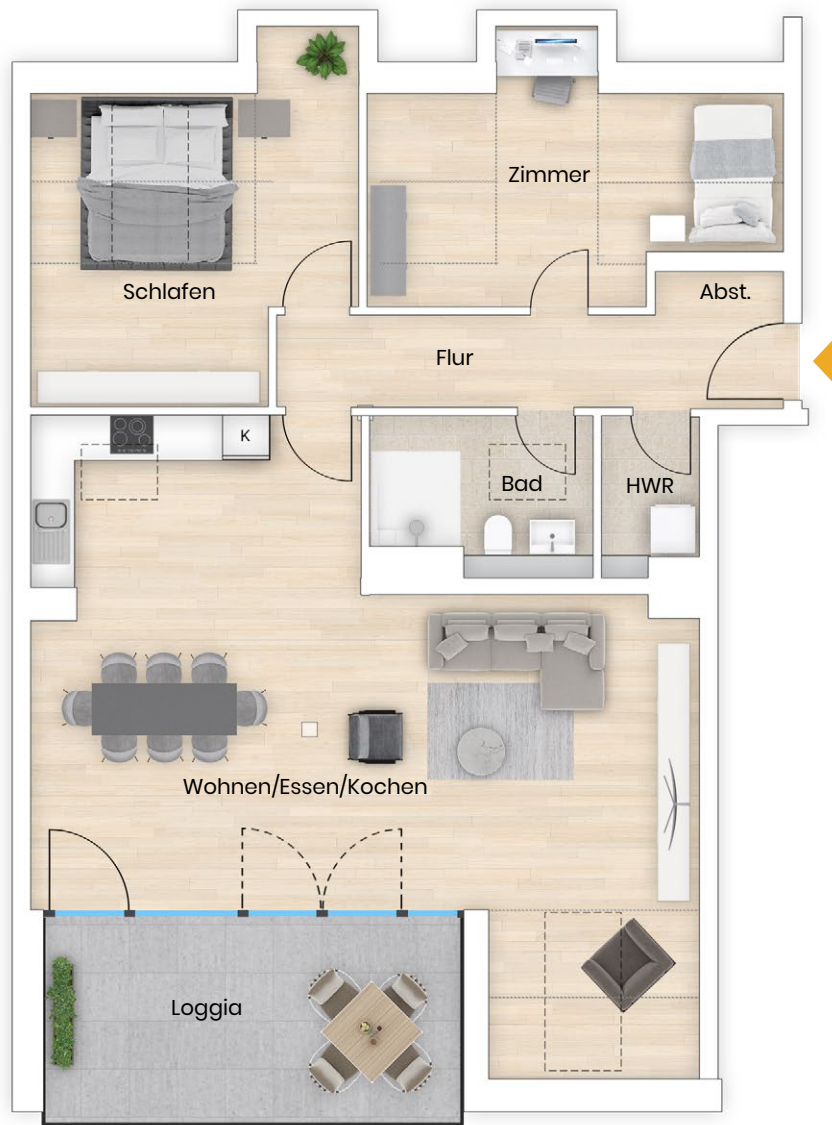 Zimmer
Schlafen
Abst.
Flur
K
Bad
HWR
Wohnen/Essen/Kochen
Loggia